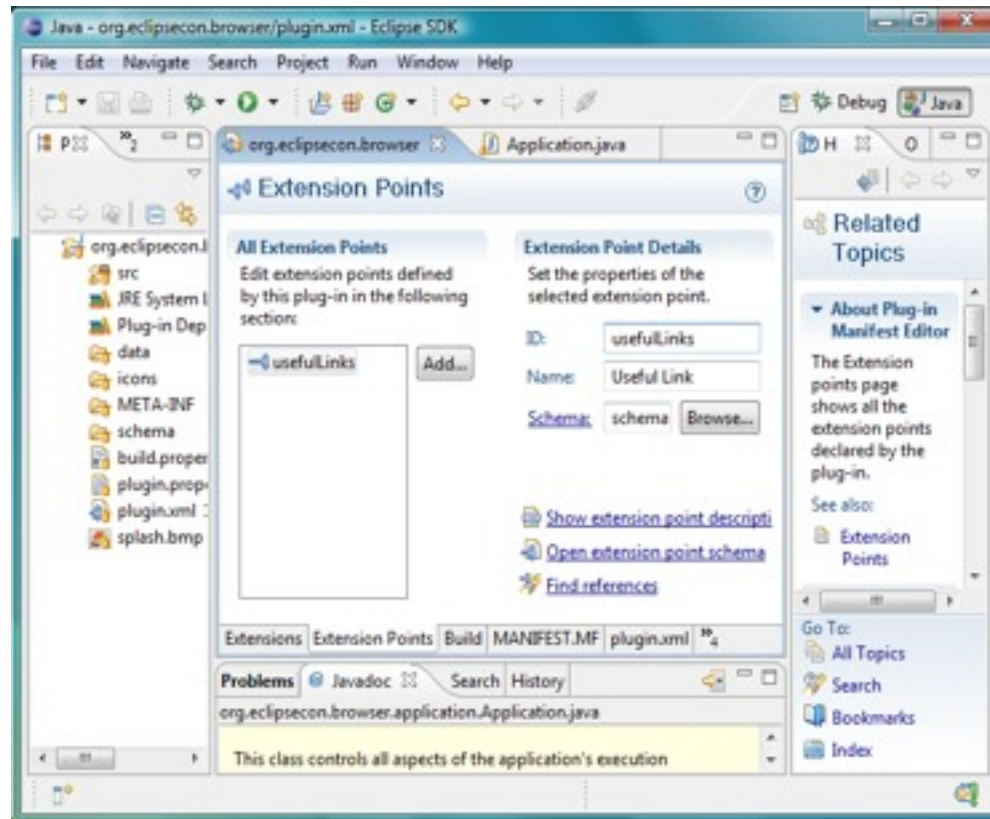 Java - org.eclipsecon.browser/plugin.xml - Eclipse SDK
File Edit Navigate Search Project Run Window Help
Debug Java
P
2
org.eclipsecon.browser
Application.java
H
O
org.eclipsecon.l
src
JRE System L
Plug-in Dep
data
icons
META-INF
schema
build.proper
plugin.prop
plugin.xml
splash.bmp
Extension Points
All Extension Points
Edit extension points defined
by this plug-in in the following
section:
usefulLinks
Add...
Extension Point Details
Set the properties of the
selected extension point.
ID: usefulLinks
Name: Useful Link
Schema: schema Browse...
Show extension point descripti
Open extension point schema
Find references
Extensions Extension Points Build MANIFEST.MF plugin.xml 4
Problems Javadoc Search History
org.eclipsecon.browser.application.Application.java
This class controls all aspects of the application's execution
Related
Topics
About Plug-in
Manifest Editor
The Extension
points page
shows all the
extension points
declared by the
plug-in.
See also:
Extension
Points
Go To:
All Topics
Search
Bookmarks
Index